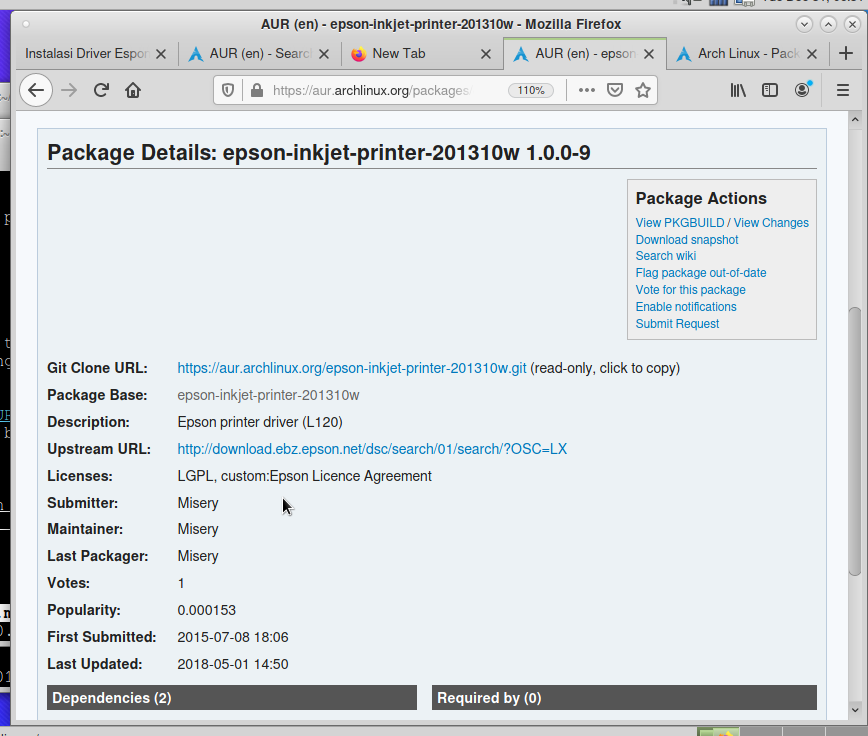 AUR (en) - epson-inkjet-printer-201310w - Mozilla Firefox
Instalasi Driver Epson
AUR (en) - Searc
New Tab
AUR (en) - epson
Arch Linux - Pack
https://aur.archlinux.org/packages/
110%
Package Details: epson-inkjet-printer-201310w 1.0.0-9
Package Actions
View PKGBUILD / View Changes
Download snapshot
Search wiki
Flag package out-of-date
Vote for this package
Enable notifications
Submit Request
Git Clone URL: https://aur.archlinux.org/epson-inkjet-printer-201310w.git (read-only, click to copy)
Package Base: epson-inkjet-printer-201310w
Description: Epson printer driver (L120)
Upstream URL: http://download.ebz.epson.net/dsc/search/01/search/?OSC=LX
Licenses: LGPL, custom:Epson Licence Agreement
Submitter: Misery
Maintainer: Misery
Last Packager: Misery
Votes: 1
Popularity: 0.000153
First Submitted: 2015-07-08 18:06
Last Updated: 2018-05-01 14:50
Dependencies (2)
Required by (0)